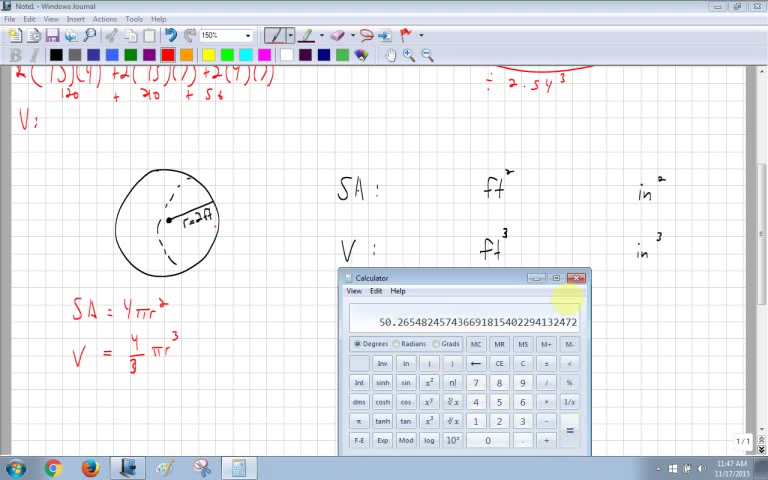 Note1 - Windows Journal
File Edit View Insert Actions Tools Help
B I 150%
2(15)(4) +2(15)(7)+2(4)(7)
120 + 210 + 56
÷ 2.54³
V:
SA: ft² in²
r=2ft
V: ft³ in³
SA = 4πr²
V = 4/3 πr³
Calculator
View Edit Help
50.265482457436691815402294132472
Degrees Radians Grads MC MR MS M+ M-
Inv ln ( ) ← CE C ± √
Int sinh sin x² n! 7 8 9 / %
dms cosh cos xʸ ʸ√x 4 5 6 * 1/x
π tanh tan x³ ³√x 1 2 3 - =
F-E Exp Mod log 10ˣ 0 . +
1 / 1
11:47 AM
11/17/2015